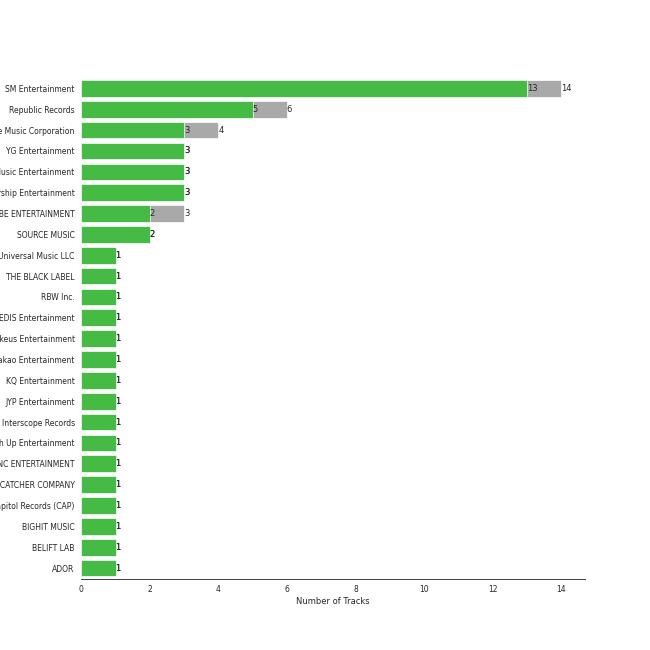 SM Entertainment 13 14
Republic Records 5 6
e Music Corporation 3 4
YG Entertainment 3
usic Entertainment 3
rship Entertainment 3
BE ENTERTAINMENT 2 3
SOURCE MUSIC 2
Universal Music LLC 1
THE BLACK LABEL 1
RBW Inc. 1
EDIS Entertainment 1
keus Entertainment 1
akao Entertainment 1
KQ Entertainment 1
JYP Entertainment 1
Interscope Records 1
h Up Entertainment 1
NC ENTERTAINMENT 1
CATCHER COMPANY 1
apitol Records (CAP) 1
BIGHIT MUSIC 1
BELIFT LAB 1
ADOR 1
0 2 4 6 8 10 12 14
Number of Tracks